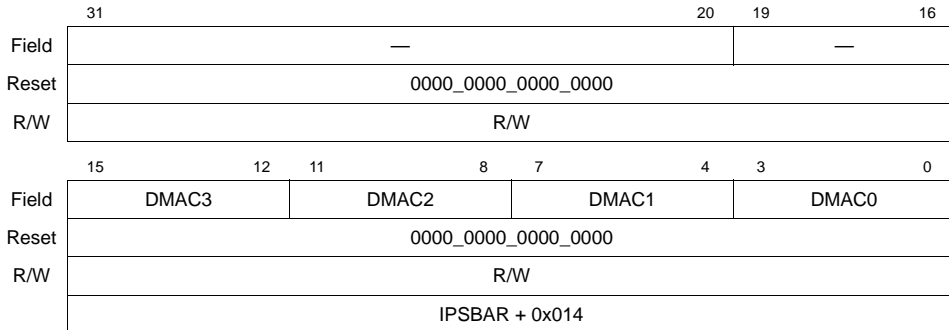 31 20 19 16
Field — —
Reset 0000_0000_0000_0000
R/W R/W
15 12 11 8 7 4 3 0
Field DMAC3 DMAC2 DMAC1 DMAC0
Reset 0000_0000_0000_0000
R/W R/W
IPSBAR + 0x014